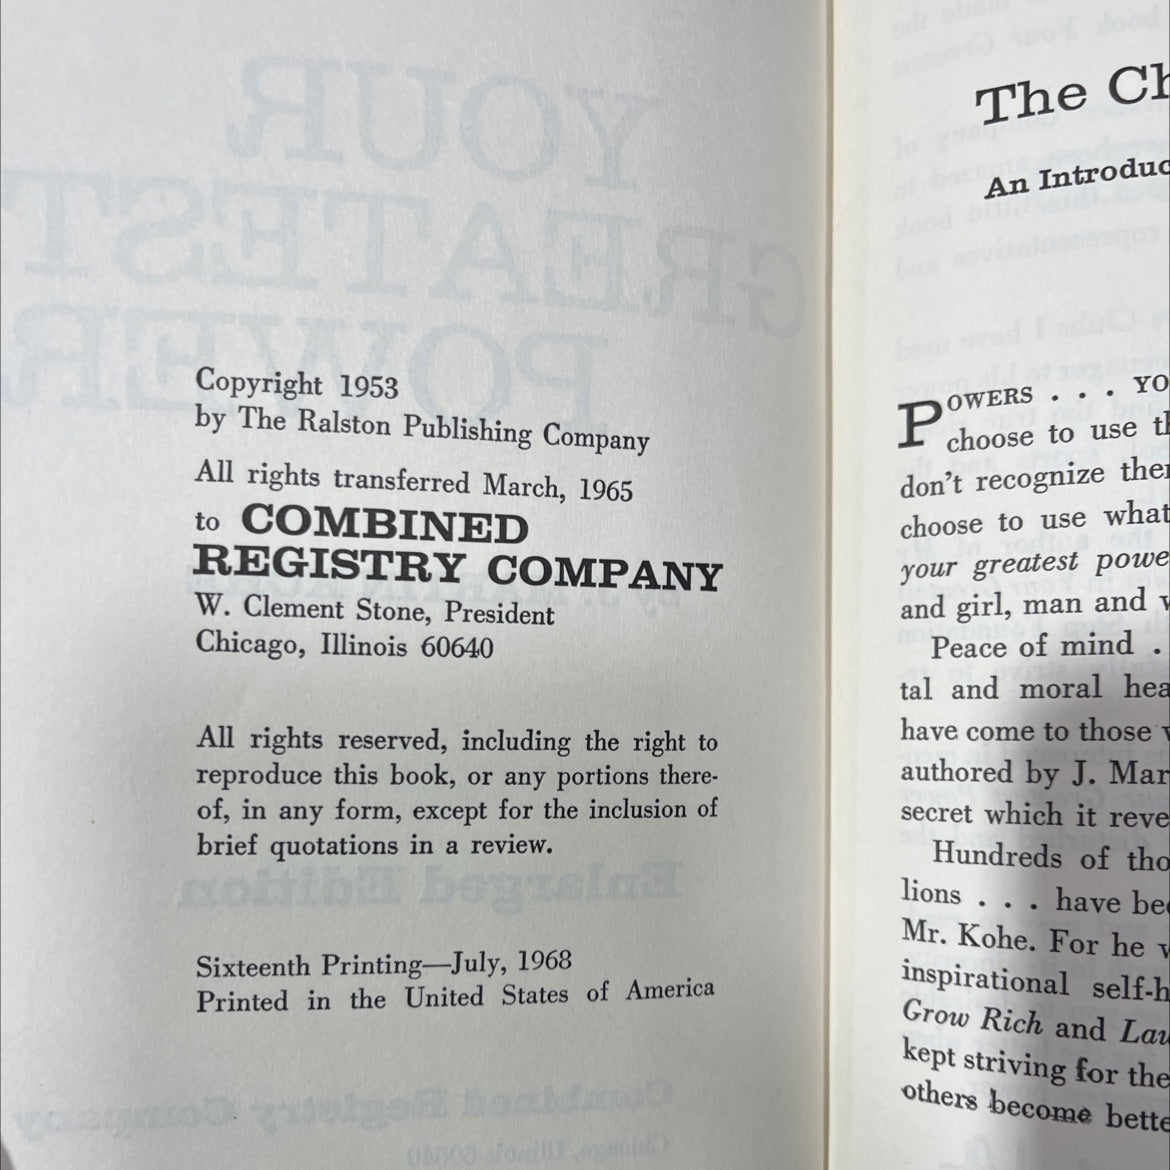 Copyright 1953
by The Ralston Publishing Company
All rights transferred March, 1965
to COMBINED
REGISTRY COMPANY
W. Clement Stone, President
Chicago, Illinois 60640
All rights reserved, including the right to
reproduce this book, or any portions there-
of, in any form, except for the inclusion of
brief quotations in a review.
Sixteenth Printing—July, 1968
Printed in the United States of America
The Ch
An Introduc
POWERS . . . YO
choose to use th
don't recognize the
choose to use what
your greatest powe
and girl, man and
Peace of mind .
tal and moral hea
have come to those
authored by J. Mar
secret which it reve
Hundreds of tho
lions . . . have be
Mr. Kohe. For he
inspirational self-h
Grow Rich and Lau
kept striving for the
others become bette